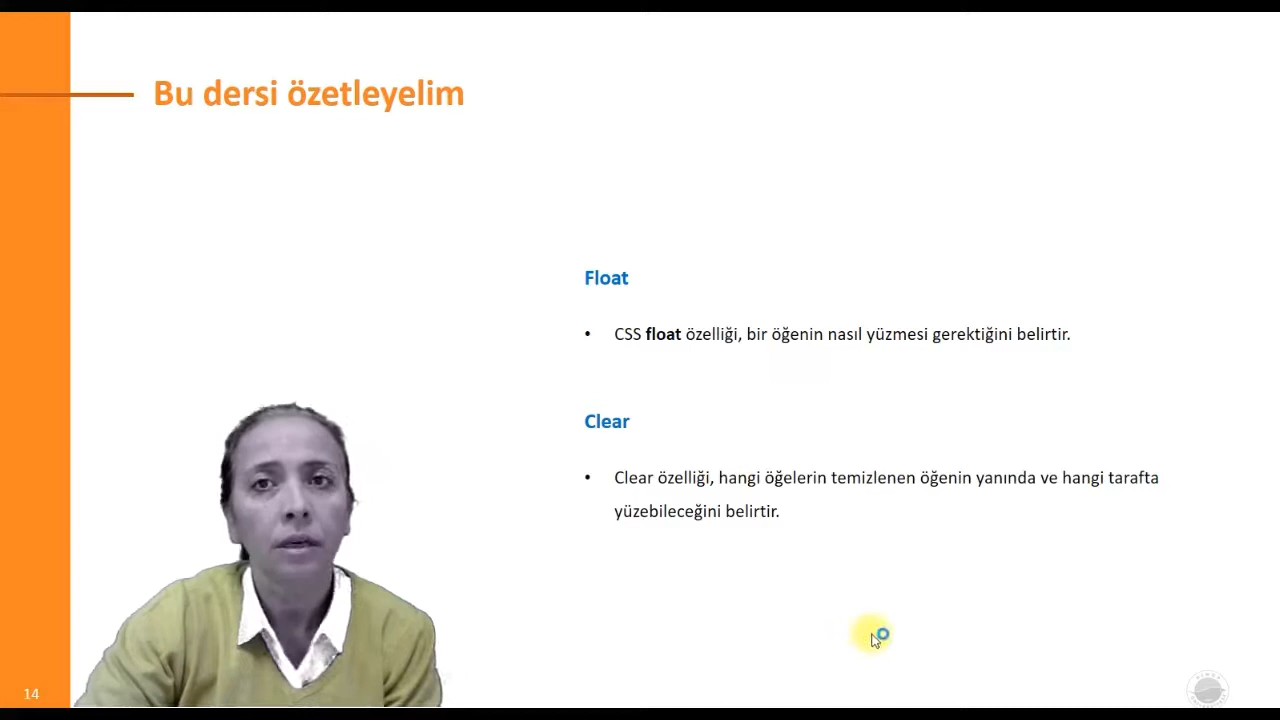 Bu dersi özetleyelim
Float
• CSS float özelliği, bir öğenin nasıl yüzmesi gerektiğini belirtir.
Clear
• Clear özelliği, hangi öğelerin temizlenen öğenin yanında ve hangi tarafta
yüzebileceğini belirtir.
14